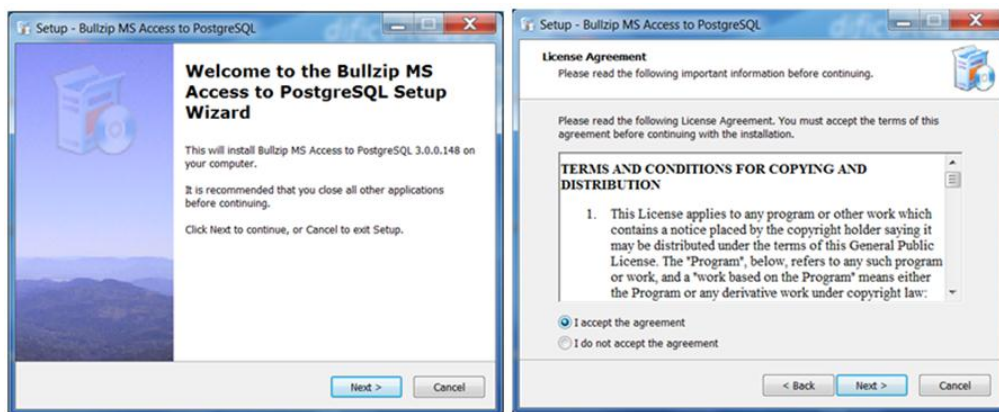 Setup - Bullzip MS Access to PostgreSQL
Welcome to the Bullzip MS
Access to PostgreSQL Setup
Wizard
This will install Bullzip MS Access to PostgreSQL 3.0.0.148 on
your computer.
It is recommended that you close all other applications
before continuing.
Click Next to continue, or Cancel to exit Setup.
Next >
Cancel
Setup - Bullzip MS Access to PostgreSQL
License Agreement
Please read the following important information before continuing.
Please read the following License Agreement. You must accept the terms of this
agreement before continuing with the installation.
TERMS AND CONDITIONS FOR COPYING AND
DISTRIBUTION
1. This License applies to any program or other work which
contains a notice placed by the copyright holder saying it
may be distributed under the terms of this General Public
License. The "Program", below, refers to any such program
or work, and a "work based on the Program" means either
the Program or any derivative work under copyright law:
I accept the agreement
I do not accept the agreement
< Back
Next >
Cancel